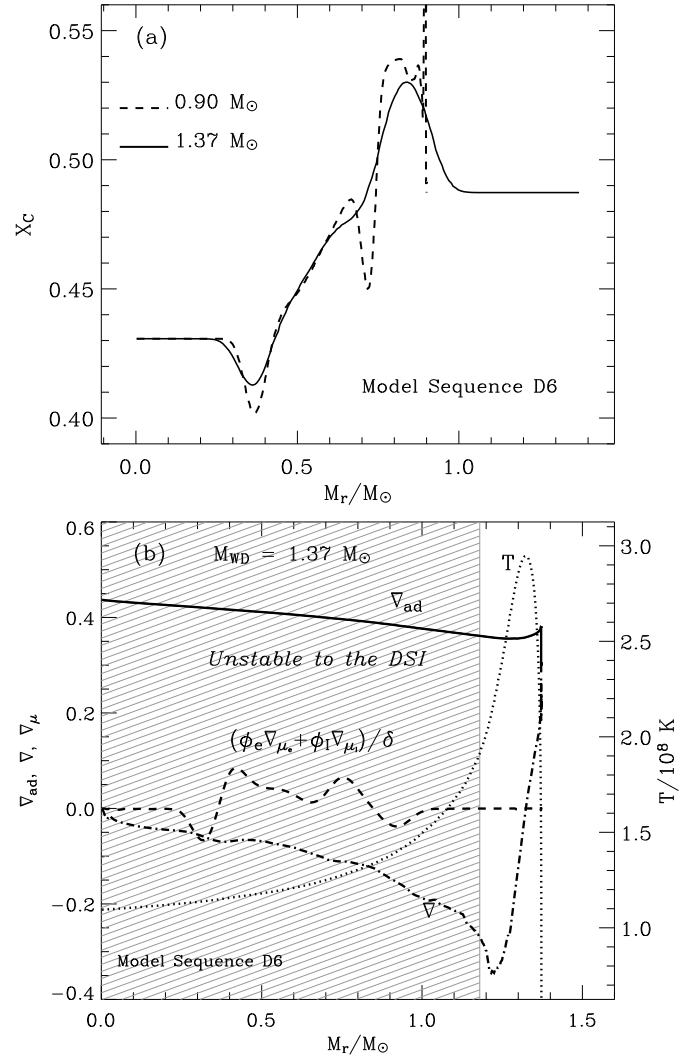 (a)
0.90 M☉
1.37 M☉
Model Sequence D6
X_C
0.55
0.50
0.45
0.40
0.0 0.5 1.0
M_r/M☉
(b)
M_WD = 1.37 M☉
T
∇_ad
Unstable to the DSI
(ϕ_e∇_μe+ϕ_I∇_μI)/δ
∇
Model Sequence D6
∇_ad, ∇, ∇_μ
0.6
0.4
0.2
0.0
−0.2
−0.4
T/10⁸ K
3.0
2.5
2.0
1.5
1.0
0.0 0.5 1.0 1.5
M_r/M☉